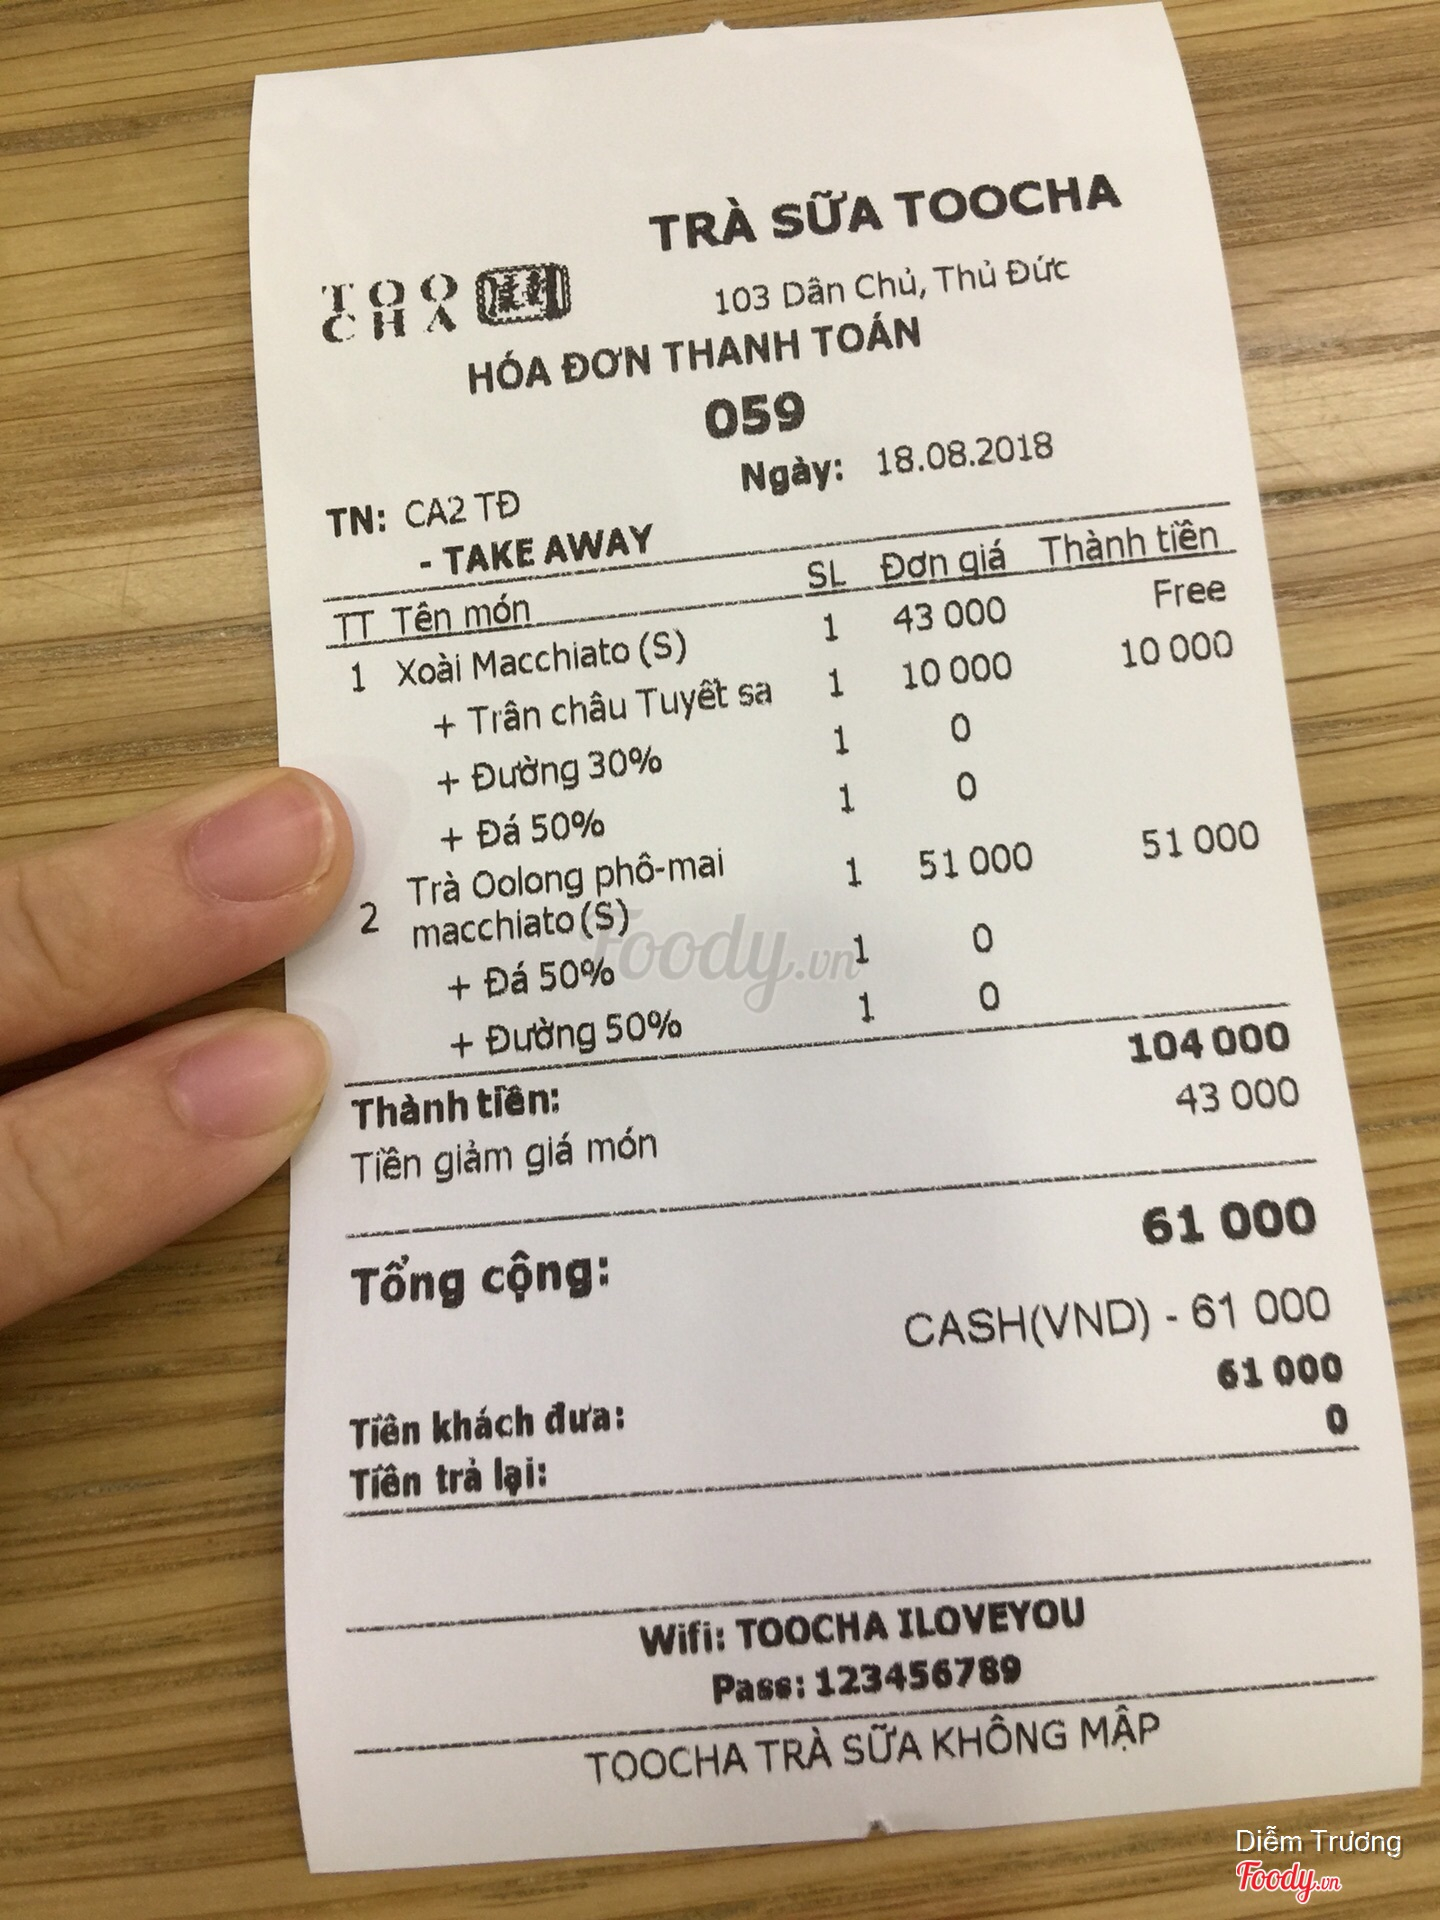 TRÀ SỮA TOOCHA
TOO
CHA
103 Dân Chủ, Thủ Đức
HÓA ĐƠN THANH TOÁN
059
Ngày: 18.08.2018
TN: CA2 TĐ
- TAKE AWAY
TT Tên món SL Đơn giá Thành tiền
1 Xoài Macchiato (S) 1 43 000 Free
+ Trân châu Tuyết sa 1 10 000 10 000
+ Đường 30% 1 0
+ Đá 50% 1 0
2 Trà Oolong phô-mai macchiato (S) 1 51 000 51 000
+ Đá 50% 1 0
+ Đường 50% 1 0
Thành tiền: 104 000
Tiền giảm giá món 43 000
Tổng cộng: 61 000
CASH(VND) - 61 000
Tiền khách đưa: 61 000
Tiền trả lại: 0
Wifi: TOOCHA ILOVEYOU
Pass: 123456789
TOOCHA TRÀ SỮA KHÔNG MẬP
Foody.vn
Diễm Trương
Foody.vn